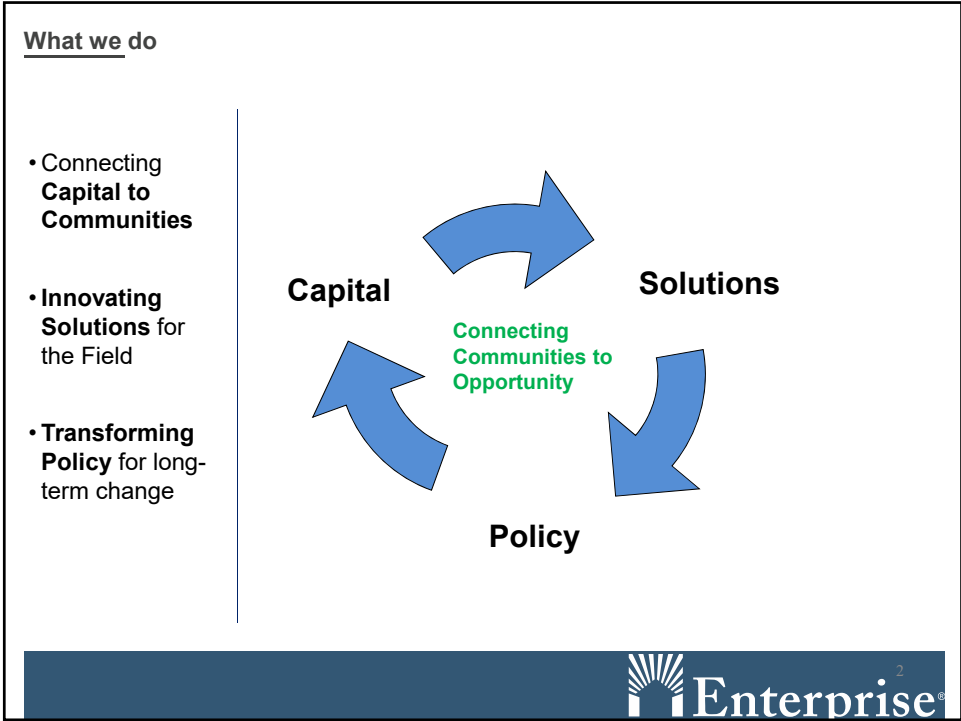 What we do
• Connecting
Capital to
Communities
• Innovating
Solutions for
the Field
• Transforming
Policy for long-
term change
Capital
Solutions
Connecting
Communities to
Opportunity
Policy
2
Enterprise®